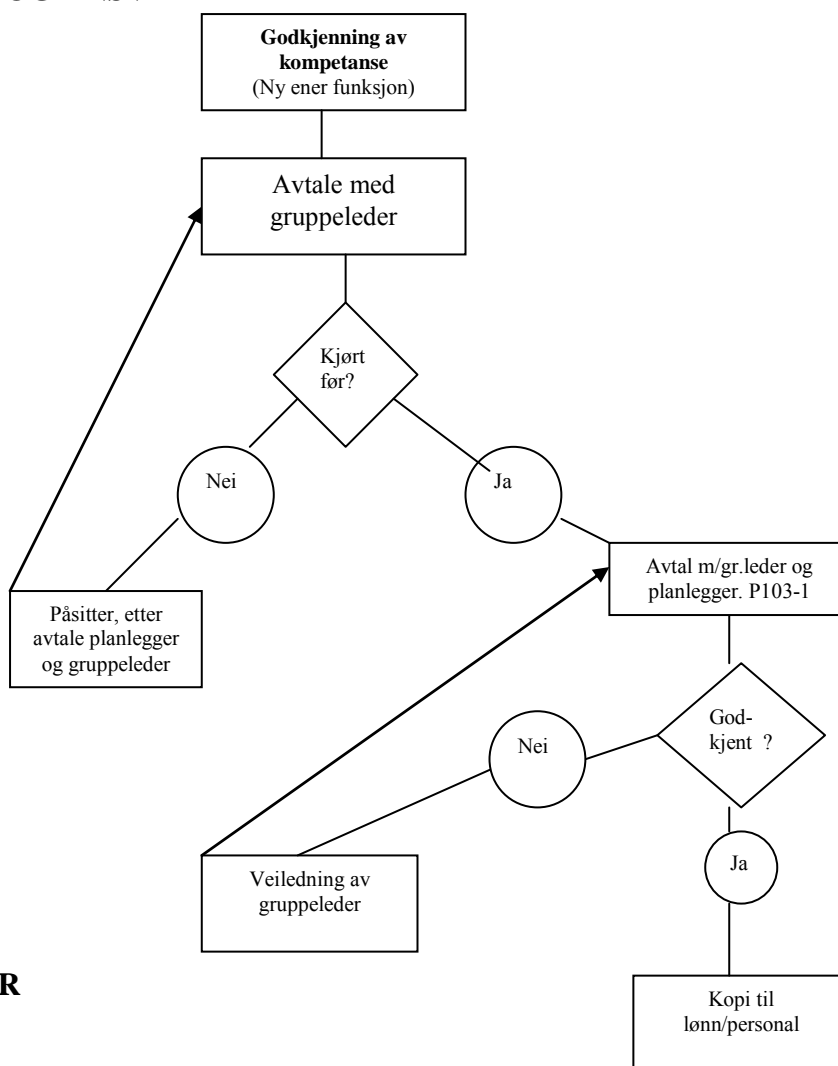 Godkjenning av
kompetanse
(Ny ener funksjon)
Avtale med
gruppeleder
Kjørt
før?
Nei
Ja
Avtal m/gr.leder og
planlegger. P103-1
Påsitter, etter
avtale planlegger
og gruppeleder
God-
kjent ?
Nei
Ja
Veiledning av
gruppeleder
R
Kopi til
lønn/personal